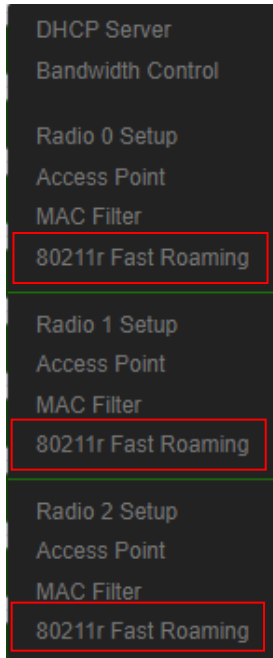 DHCP Server
Bandwidth Control
Radio 0 Setup
Access Point
MAC Filter
80211r Fast Roaming
Radio 1 Setup
Access Point
MAC Filter
80211r Fast Roaming
Radio 2 Setup
Access Point
MAC Filter
80211r Fast Roaming